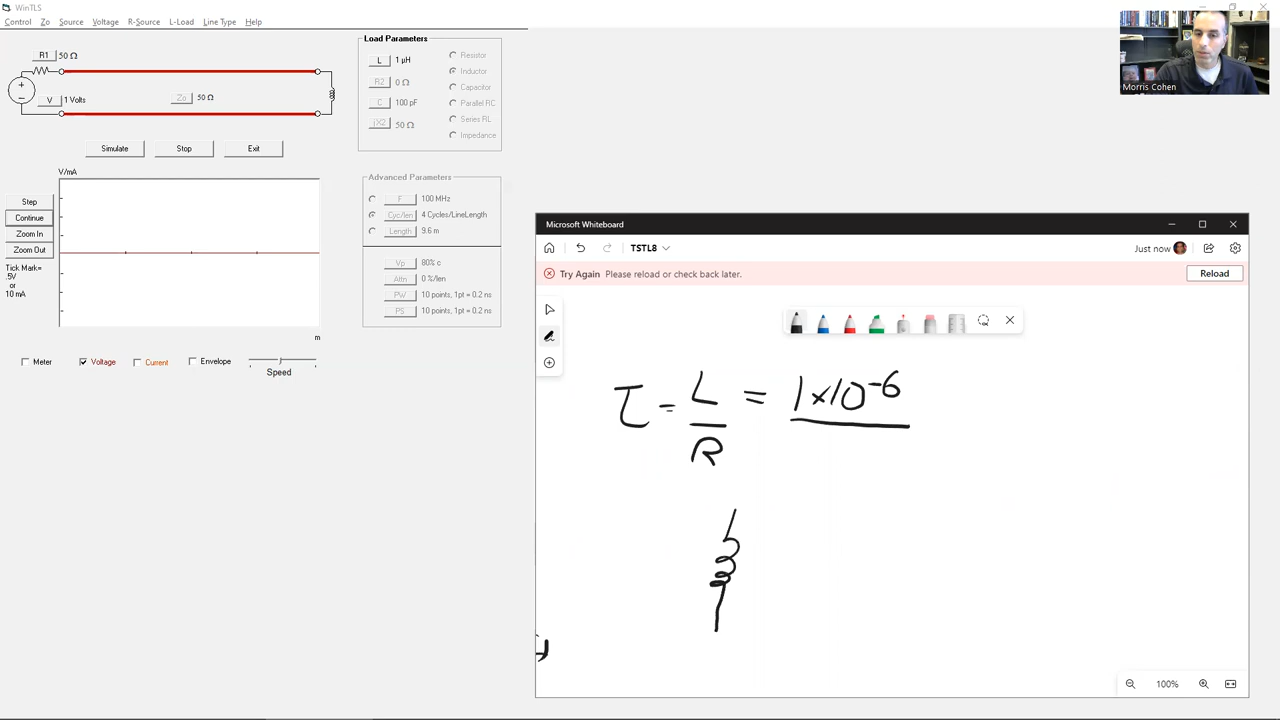 WinTLS
Control Zo Source Voltage R-Source L-Load Line Type Help
R1 50 Ω
V 1 Volts
Zo 50 Ω
Simulate Stop Exit
Load Parameters
L 1 µH
R2 0 Ω
C 100 pF
jX2 50 Ω
Resistor
Inductor
Capacitor
Parallel RC
Series RL
Impedance
V/mA
Step
Continue
Zoom In
Zoom Out
Tick Mark=
5V
or
10 mA
m
Advanced Parameters
F 100 MHz
Cyc/len 4 Cycles/LineLength
Length 9.6 m
Vp 80% c
Attn 0 %/len
PW 10 points, 1pt = 0.2 ns
PS 10 points, 1pt = 0.2 ns
Meter Voltage Current Envelope
Speed
Morris Cohen
Microsoft Whiteboard
TSTL8
Just now
Try Again Please reload or check back later.
Reload
τ = L/R = 1×10⁻⁶
100%